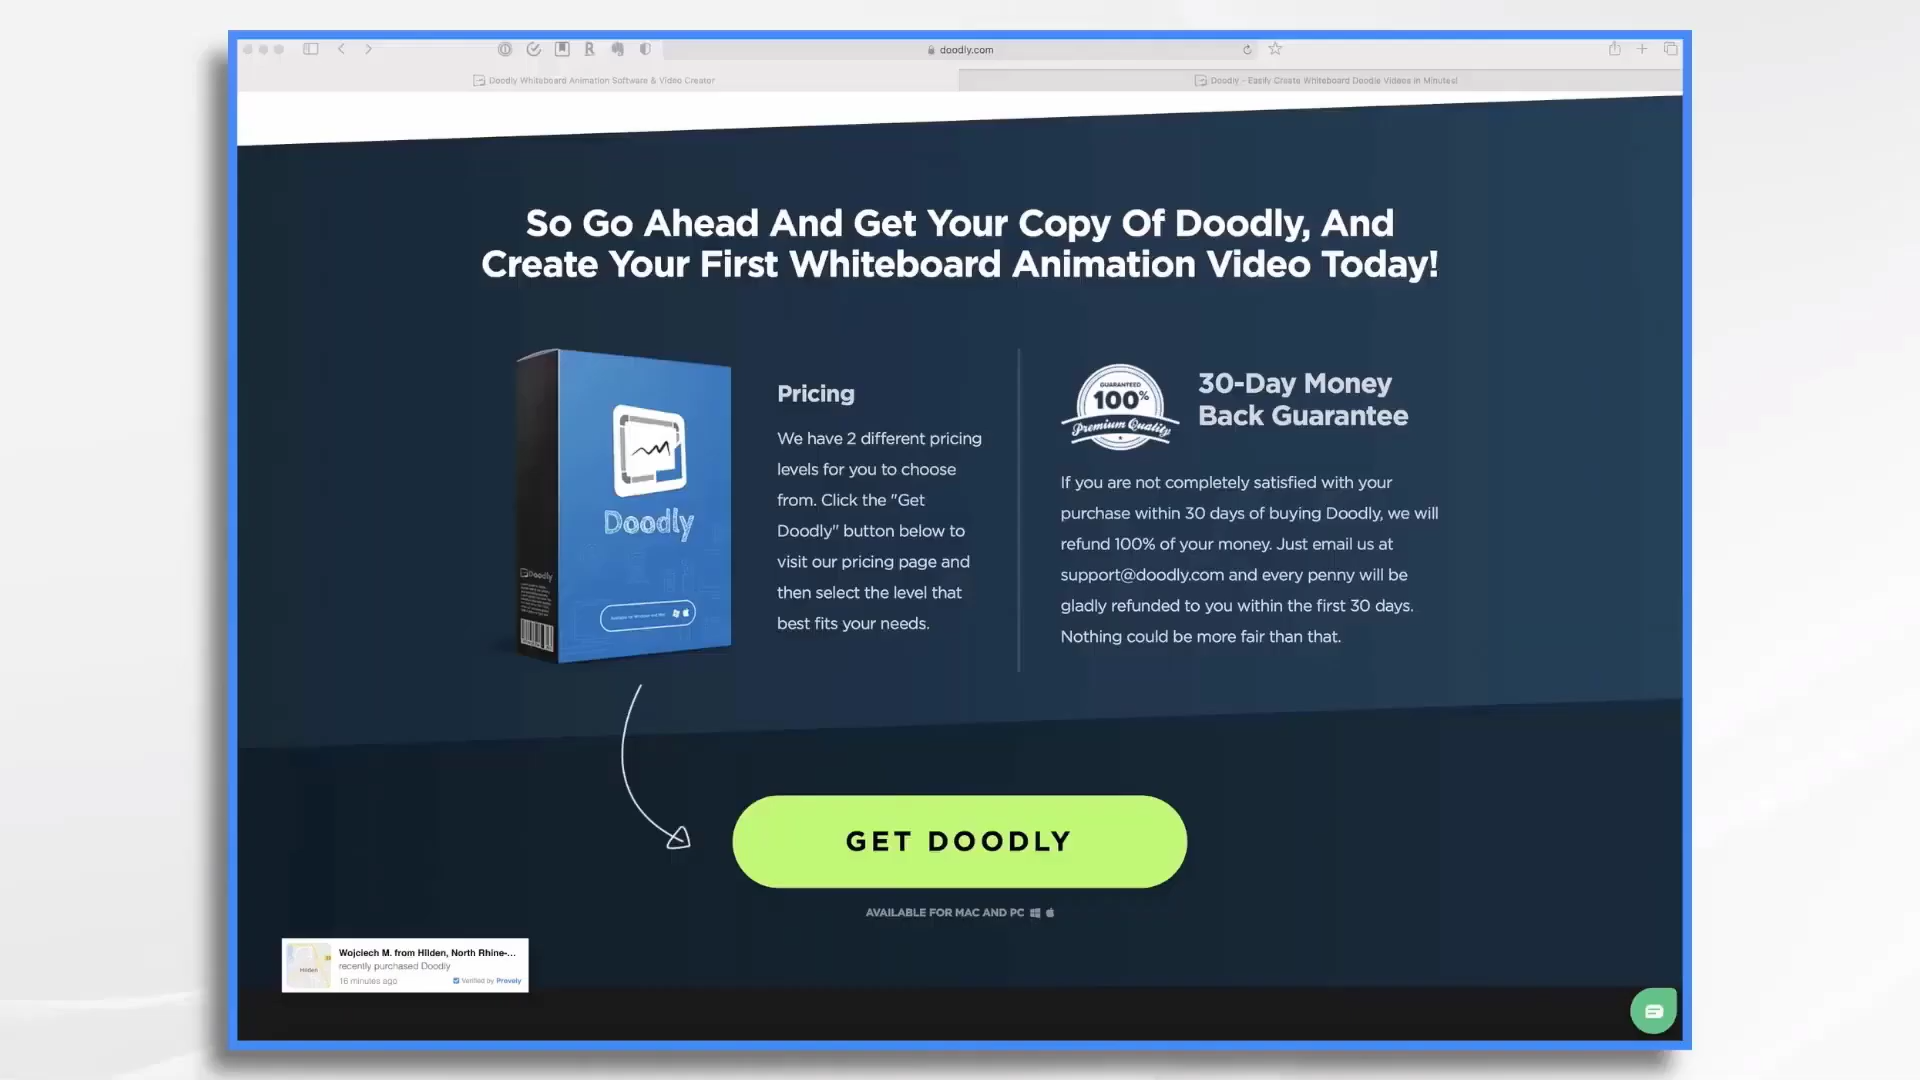 doodly.com
Doodly Whiteboard Animation Software & Video Creator
Doodly - Easily Create Whiteboard Doodle Videos in Minutes!
So Go Ahead And Get Your Copy Of Doodly, And
Create Your First Whiteboard Animation Video Today!
Doodly
Doodly
Pricing
We have 2 different pricing
levels for you to choose
from. Click the "Get
Doodly" button below to
visit our pricing page and
then select the level that
best fits your needs.
GUARANTEED
100%
Premium Quality
30-Day Money
Back Guarantee
If you are not completely satisfied with your
purchase within 30 days of buying Doodly, we will
refund 100% of your money. Just email us at
support@doodly.com and every penny will be
gladly refunded to you within the first 30 days.
Nothing could be more fair than that.
GET DOODLY
AVAILABLE FOR MAC AND PC
Hilden
Wojciech M. from Hilden, North Rhine-...
recently purchased Doodly
16 minutes ago
Verified by Provely